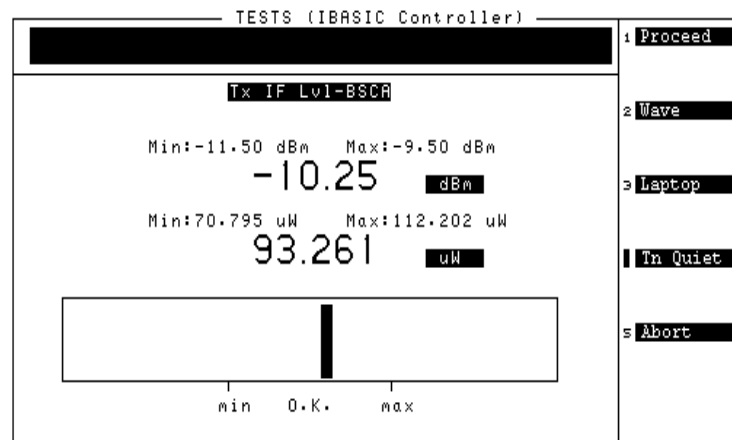 TESTS (IBASIC Controller)
1 Proceed
Tx IF Lvl-BSCA
2 Wave
Min:-11.50 dBm Max:-9.50 dBm
-10.25 dBm
3 Laptop
Min:70.795 uW Max:112.202 uW
93.261 uW
Tn Quiet
5 Abort
min O.K. max